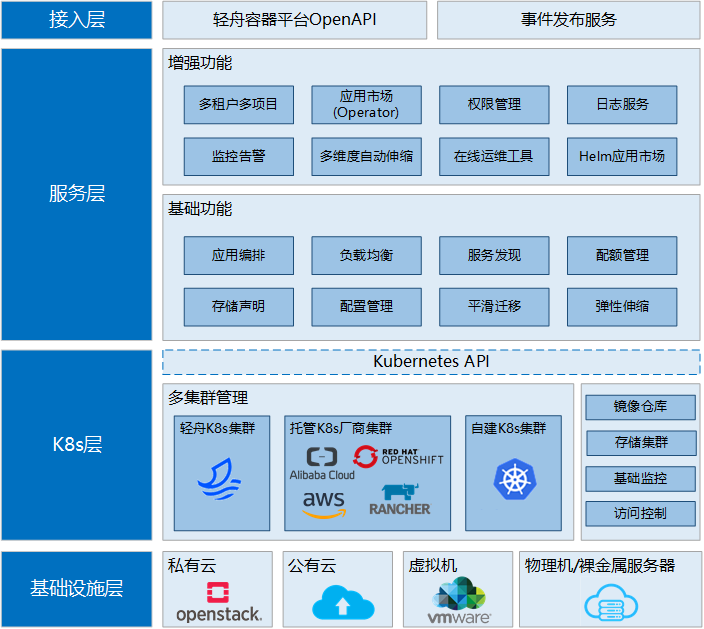 接入层
轻舟容器平台OpenAPI
事件发布服务
服务层
增强功能
多租户多项目
应用市场
(Operator)
权限管理
日志服务
监控告警
多维度自动伸缩
在线运维工具
Helm应用市场
基础功能
应用编排
负载均衡
服务发现
配额管理
存储声明
配置管理
平滑迁移
弹性伸缩
K8s层
Kubernetes API
多集群管理
轻舟K8s集群
托管K8s厂商集群
Alibaba Cloud
RED HAT
OPENSHIFT
aws
RANCHER
自建K8s集群
镜像仓库
存储集群
基础监控
访问控制
基础设施层
私有云
openstack.
公有云
虚拟机
vmware
物理机/裸金属服务器